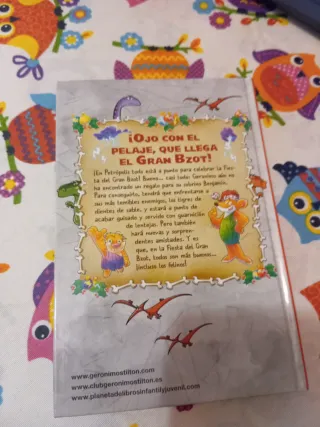 ¡OJO CON EL
PELAJE, QUE LLEGA
EL GRAN BZOT!
¡En Petrópolis todo está a punto para celebrar la Fies-
ta del Gran Bzot! Bueno... casi todo: Geronimo aún no
ha encontrado un regalo para su sobrino Benjamín.
Para conseguirlo, tendrá que enfrentarse a
sus más temibles enemigos, los tigres de
dientes de sable, y estará a punto de
acabar guisado y servido con guarnición
de lentejas. Pero también
hará nuevas y sorpren-
dentes amistades. Y es
que, en la Fiesta del Gran
Bzot, todos son más buenos...
¡incluso los felinos!
www.geronimostilton.com
www.clubgeronimostilton.es
www.planetadelibrosinfantilyjuvenil.com